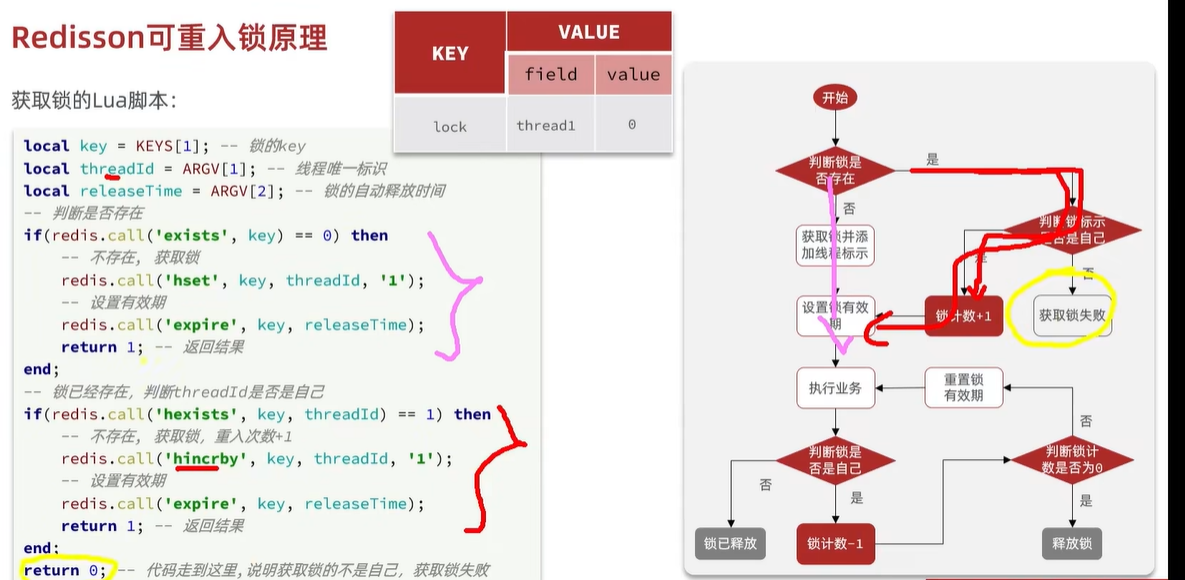 Redisson可重入锁原理
KEY
VALUE
field
value
lock
thread1
0
获取锁的Lua脚本：
local key = KEYS[1]; -- 锁的key
local threadId = ARGV[1]; -- 线程唯一标识
local releaseTime = ARGV[2]; -- 锁的自动释放时间
-- 判断是否存在
if(redis.call('exists', key) == 0) then
-- 不存在, 获取锁
redis.call('hset', key, threadId, '1');
-- 设置有效期
redis.call('expire', key, releaseTime);
return 1; -- 返回结果
end;
-- 锁已经存在，判断threadId是否是自己
if(redis.call('hexists', key, threadId) == 1) then
-- 不存在, 获取锁，重入次数+1
redis.call('hincrby', key, threadId, '1');
-- 设置有效期
redis.call('expire', key, releaseTime);
return 1; -- 返回结果
end;
return 0; -- 代码走到这里,说明获取锁的不是自己，获取锁失败
开始
判断锁是
否存在
是
否
判断锁标示
是否是自己
是
否
获取锁并添
加线程标示
设置锁有效
期
锁计数+1
获取锁失败
执行业务
重置锁
有效期
否
判断锁是
否是自己
判断锁计
数是否为0
否
是
是
锁已释放
锁计数-1
释放锁